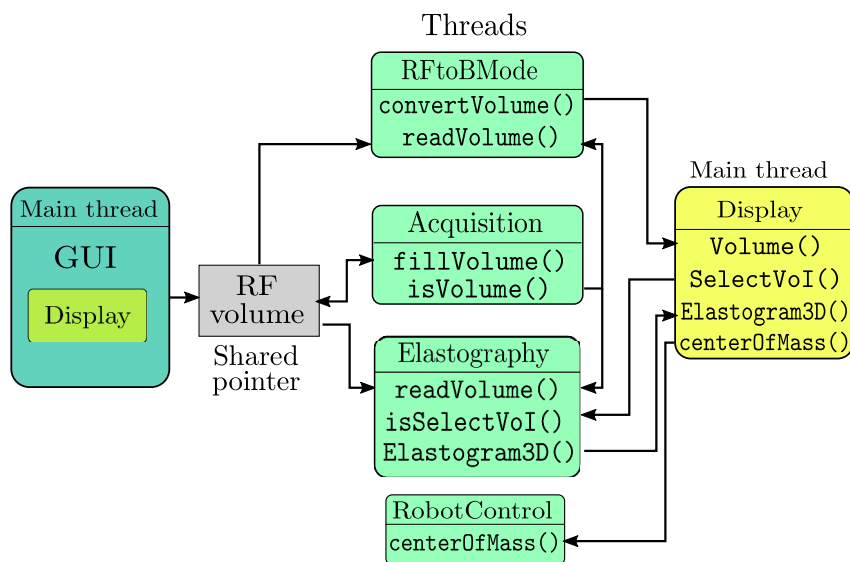 Threads
RFtoBMode
convertVolume()
readVolume()
Main thread
GUI
Display
RF
volume
Shared
pointer
Acquisition
fillVolume()
isVolume()
Elastography
readVolume()
isSelectVoI()
Elastogram3D()
RobotControl
centerOfMass()
Main thread
Display
Volume()
SelectVoI()
Elastogram3D()
centerOfMass()